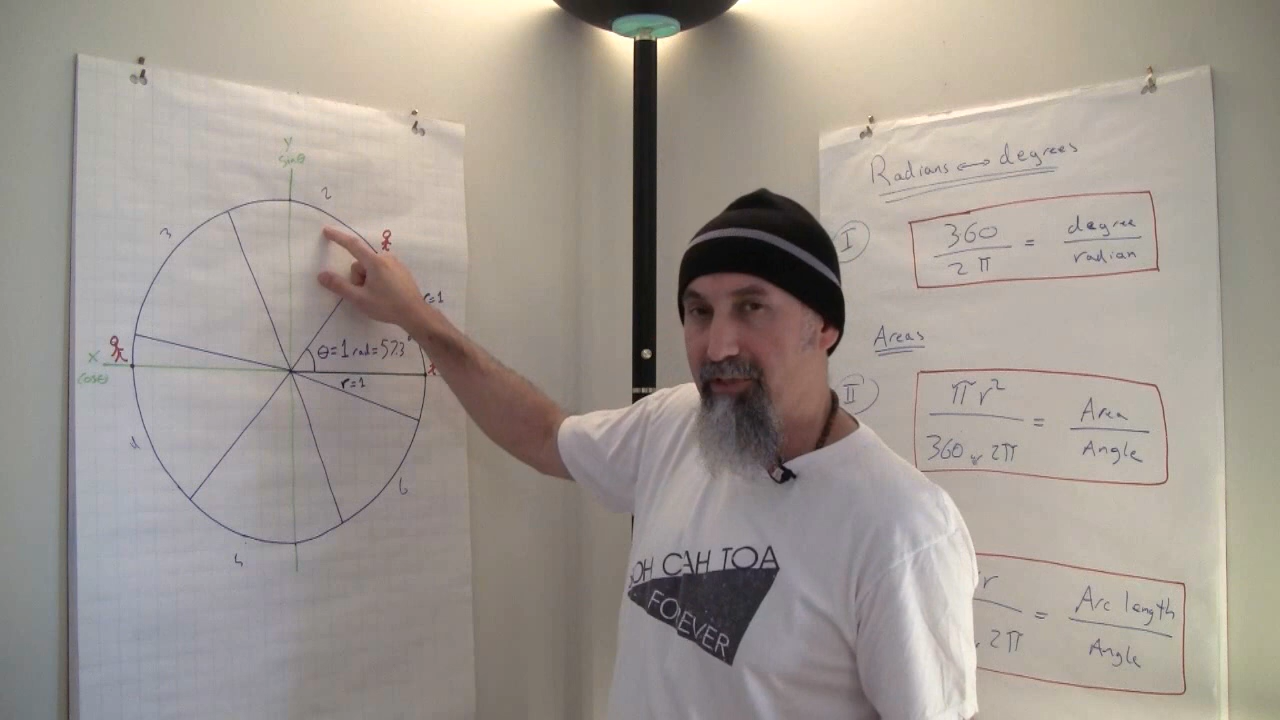 Y
sinθ
2
3
r=1
θ=1 rad=57.3°
X
cosθ
r=1
4
6
5
Radians ↔ degrees
I
360 / 2π = degree / radian
Areas
II
πr² / 360 or 2π = Area / Angle
r / 2π = Arc length / Angle
SOH CAH TOA
FOREVER